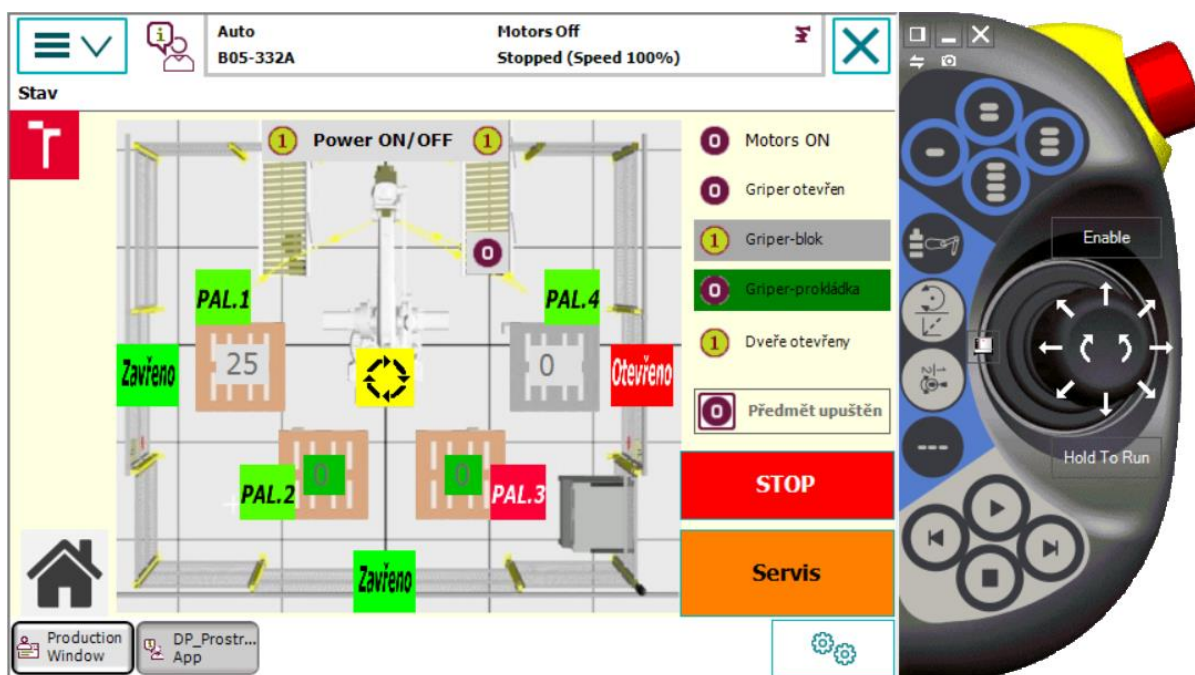 Auto
B05-332A
Motors Off
Stopped (Speed 100%)
Stav
1 Power ON/OFF 1
0 Motors ON
0 Griper otevřen
1 Griper-blok
0 Griper-prokládka
1 Dveře otevřeny
0 Předmět upuštěn
0
PAL.1
PAL.4
Zavřeno
25
0
Otevřeno
PAL.2
0
0
PAL.3
Zavřeno
STOP
Servis
Production
Window
DP_Prostr...
App
Enable
Hold To Run